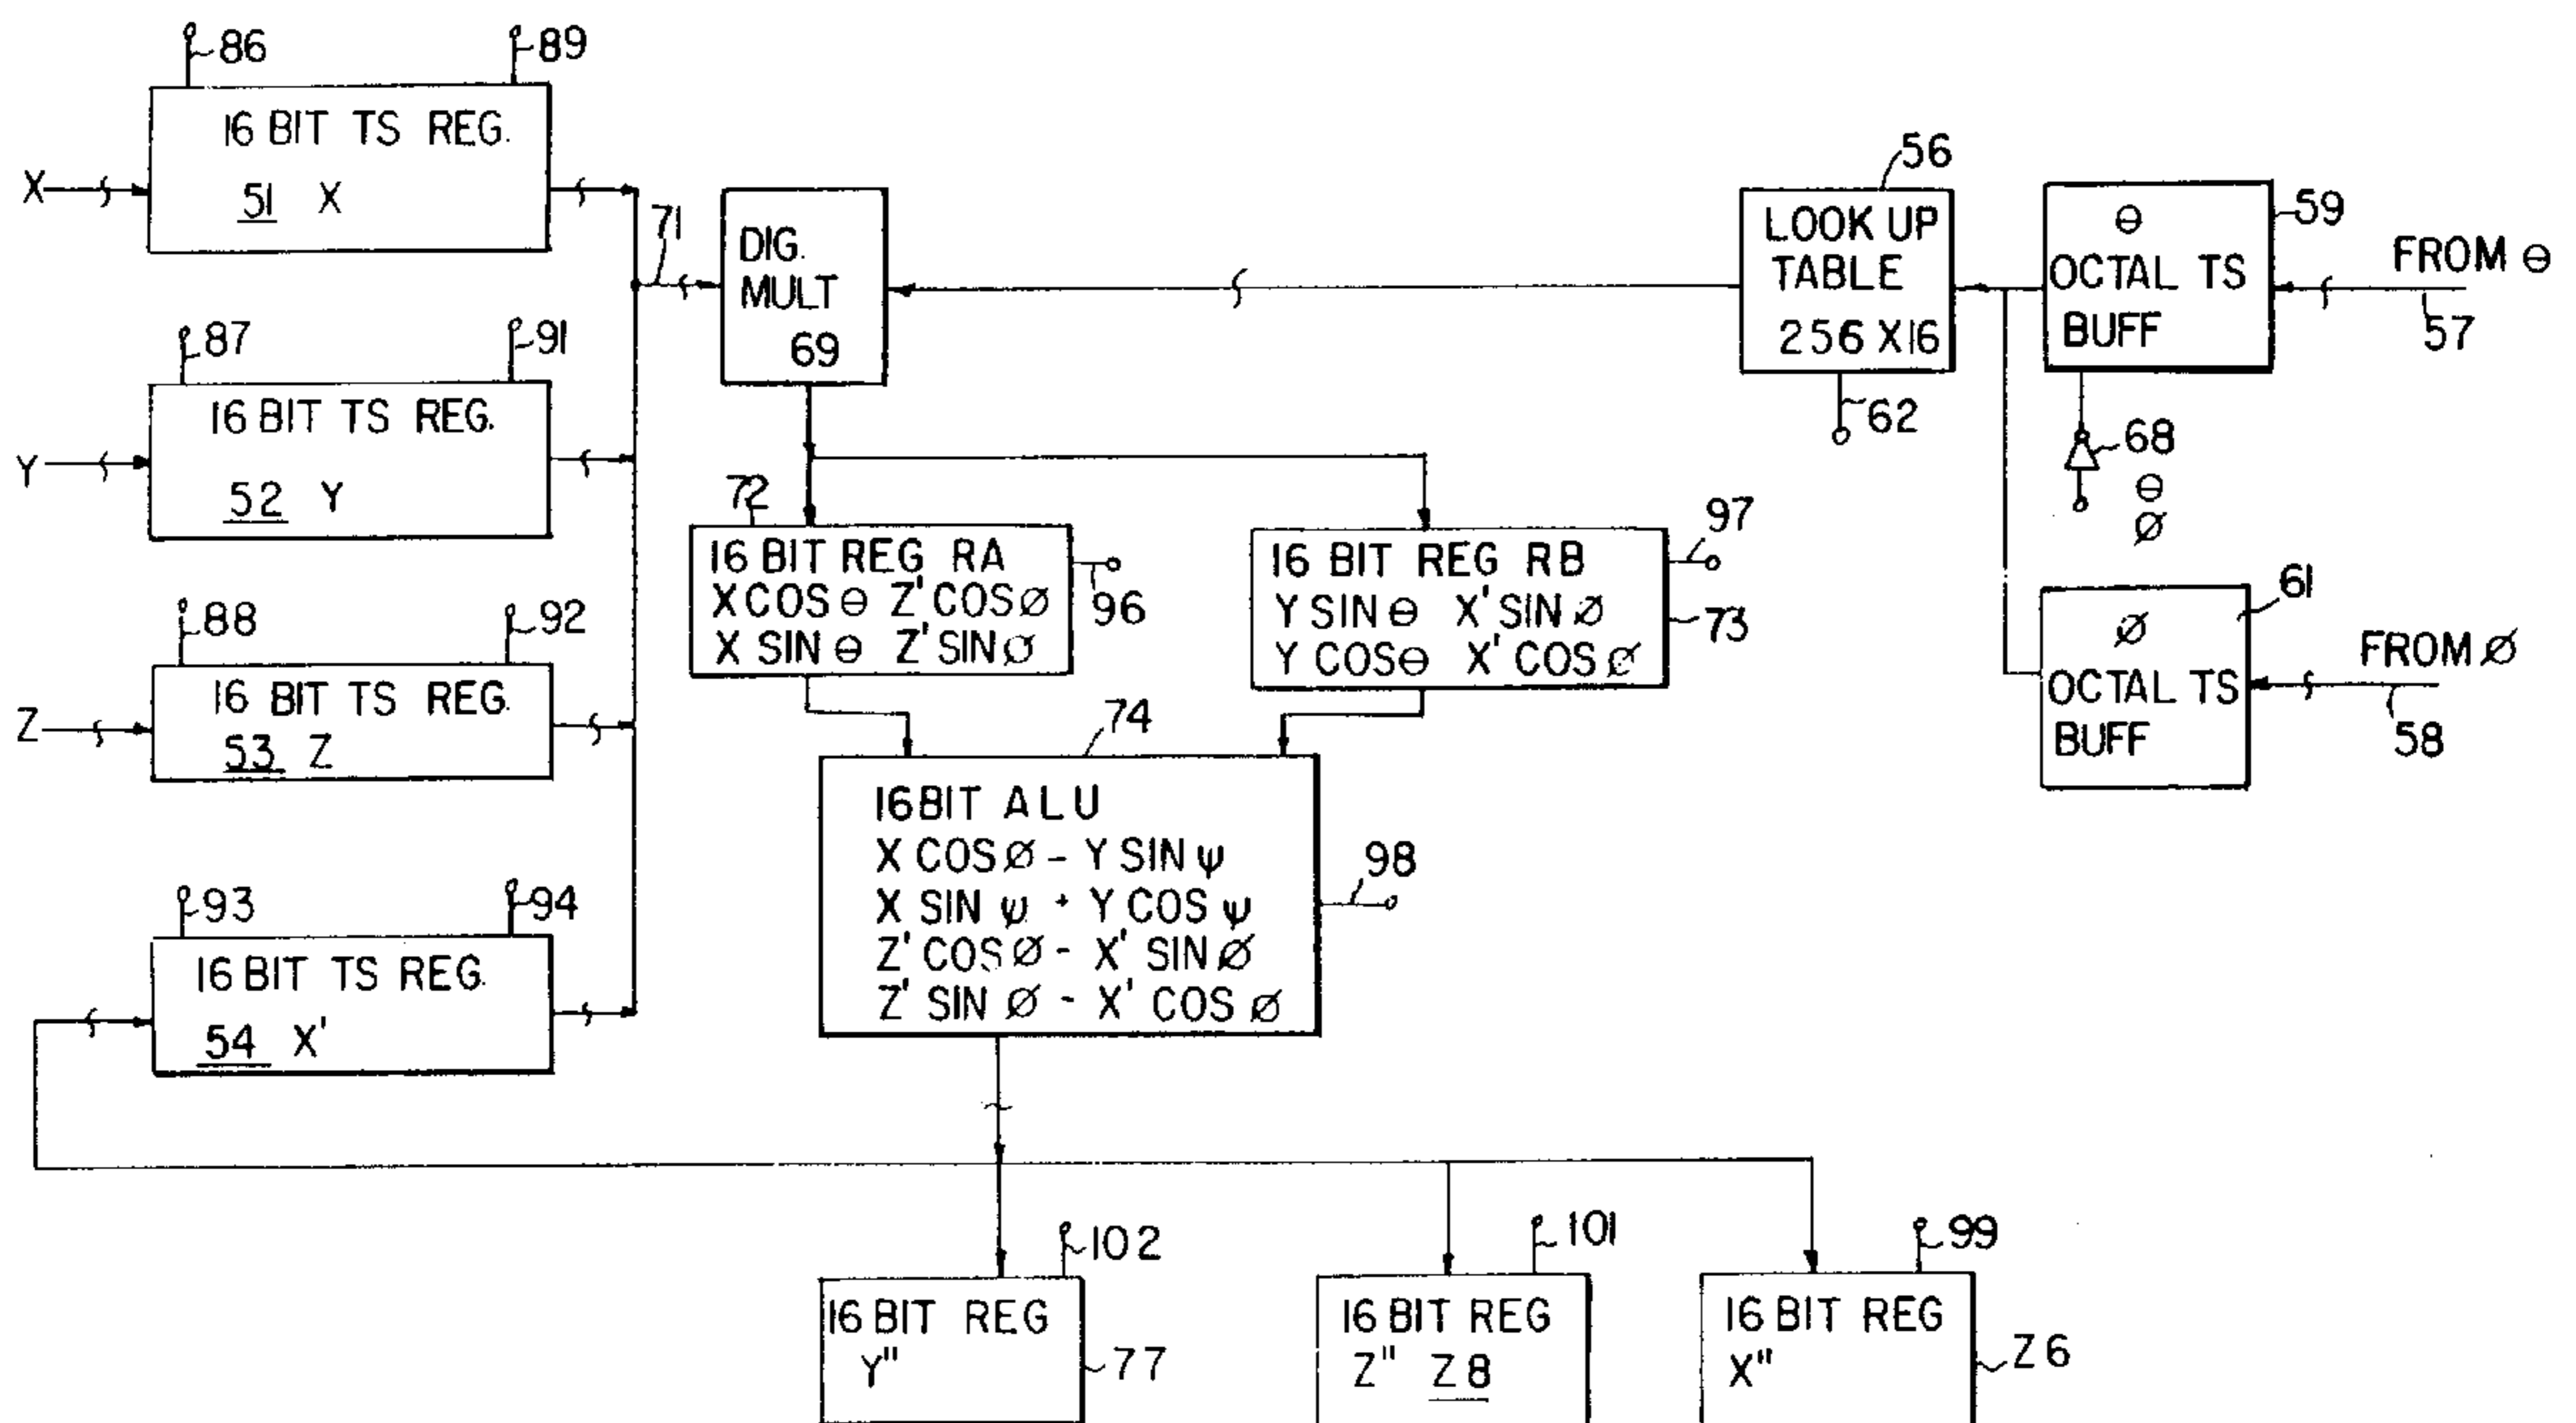 86
89
16 BIT TS REG.
51 X
X
71
87
91
16 BIT TS REG.
52 Y
Y
88
92
16 BIT TS REG.
53 Z
Z
93
94
16 BIT TS REG.
54 X'
DIG.
MULT
69
56
LOOK UP
TABLE
256 X16
62
59
Θ
OCTAL TS
BUFF
FROM Θ
57
68
Θ
Ø
61
Ø
OCTAL TS
BUFF
FROM Ø
58
72
16 BIT REG RA
X COS Θ Z' COS Ø
X SIN Θ Z' SIN Ø
96
97
16 BIT REG RB
Y SIN Θ X' SIN Ø
Y COS Θ X' COS Ø
73
74
16 BIT ALU
X COS Ø - Y SIN ψ
X SIN ψ + Y COS ψ
Z' COS Ø - X' SIN Ø
Z' SIN Ø - X' COS Ø
98
102
16 BIT REG
Y"
77
101
16 BIT REG
Z" Z8
99
16 BIT REG
X"
Z6